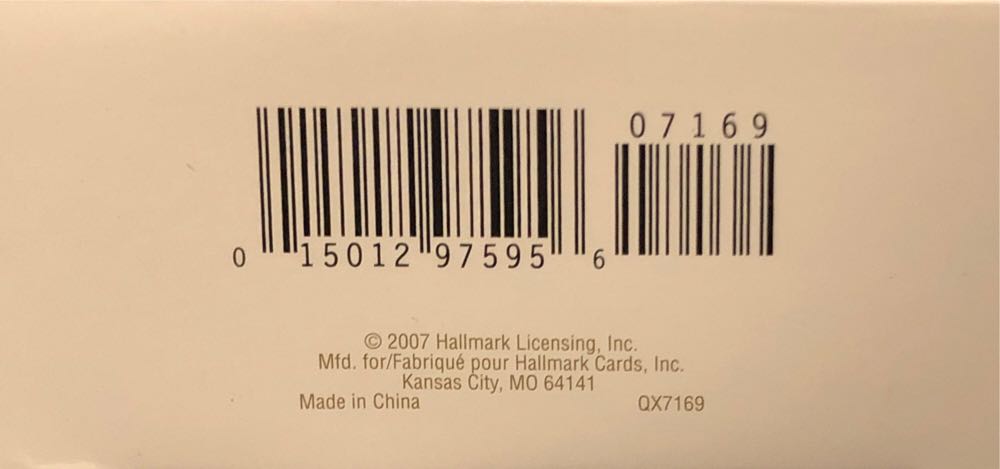 07169
0 15012 97595 6
© 2007 Hallmark Licensing, Inc.
Mfd. for/Fabriqué pour Hallmark Cards, Inc.
Kansas City, MO 64141
Made in China QX7169